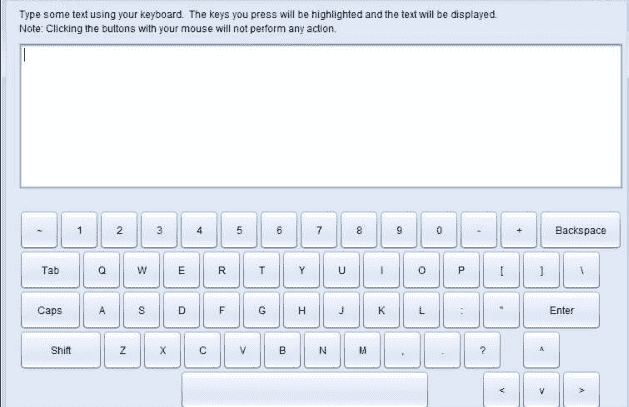 Type some text using your keyboard. The keys you press will be highlighted and the text will be displayed.
Note: Clicking the buttons with your mouse will not perform any action.
~ 1 2 3 4 5 6 7 8 9 0 - + Backspace
Tab Q W E R T Y U I O P [ ] \
Caps A S D F G H J K L : " Enter
Shift Z X C V B N M , . ? ^
< v >